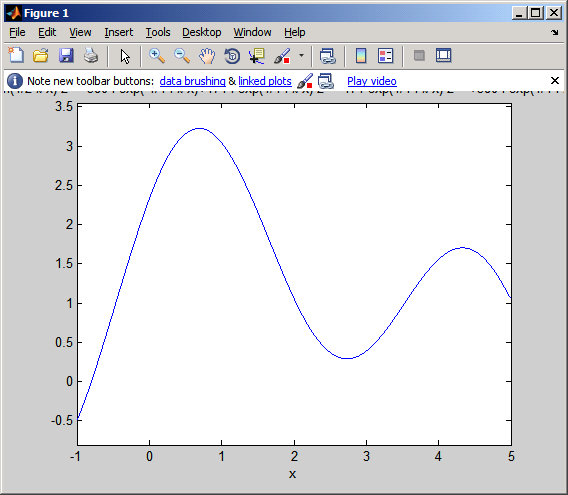 Figure 1
File Edit View Insert Tools Desktop Window Help
Note new toolbar buttons: data brushing & linked plots Play video
3.5
3
2.5
2
1.5
1
0.5
0
-0.5
-1 0 1 2 3 4 5
x